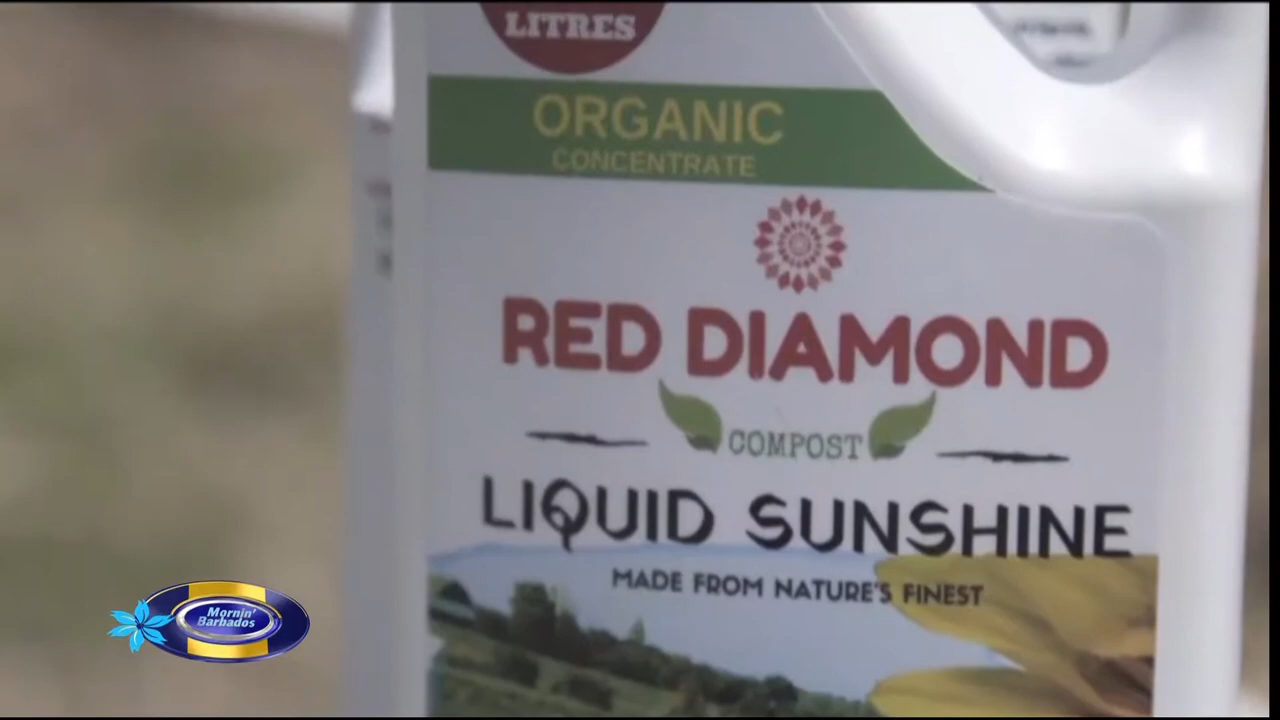 LITRES
ORGANIC
CONCENTRATE
RED DIAMOND
COMPOST
LIQUID SUNSHINE
MADE FROM NATURE'S FINEST
Mornin'
Barbados